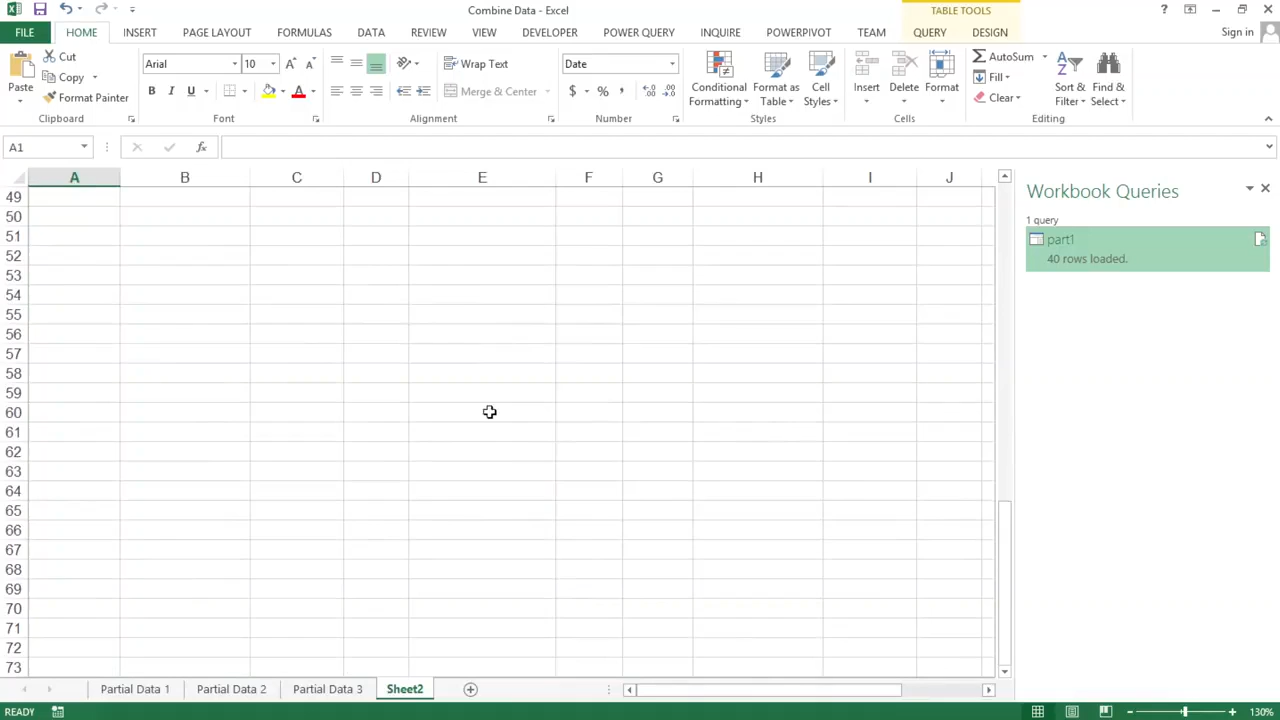 Combine Data - Excel
TABLE TOOLS
?
Sign in
FILE HOME INSERT PAGE LAYOUT FORMULAS DATA REVIEW VIEW DEVELOPER POWER QUERY INQUIRE POWERPIVOT TEAM QUERY DESIGN
Paste
Cut
Copy
Format Painter
Clipboard
Arial 10
B I U
Font
Wrap Text
Merge & Center
Alignment
Date
$ % ,
Number
Conditional
Formatting
Format as
Table
Cell
Styles
Styles
Insert Delete Format
Cells
AutoSum
Fill
Clear
Sort &
Filter
Find &
Select
Editing
A1
fx
A B C D E F G H I J
49
50
51
52
53
54
55
56
57
58
59
60
61
62
63
64
65
66
67
68
69
70
71
72
73
Workbook Queries
1 query
part1
40 rows loaded.
Partial Data 1 Partial Data 2 Partial Data 3 Sheet2
READY
130%